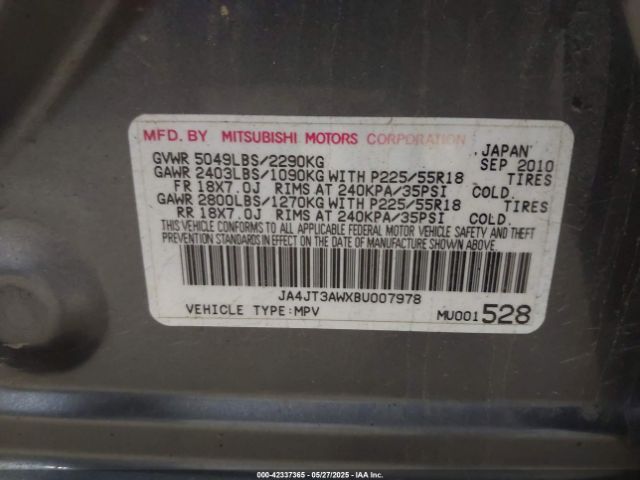 MFD. BY MITSUBISHI MOTORS CORPORATION
, JAPAN
GVWR 5049LBS/2290KG SEP 2010
GAWR 2403LBS/1090KG WITH P225/55R18 TIRES
FR 18X7.0J RIMS AT 240KPA/35PSI COLD.
GAWR 2800LBS/1270KG WITH P225/55R18 TIRES
RR 18X7.0J RIMS AT 240KPA/35PSI COLD.
THIS VEHICLE CONFORMS TO ALL APPLICABLE FEDERAL MOTOR VEHICLE SAFETY AND THEFT
PREVENTION STANDARDS IN EFFECT ON THE DATE OF MANUFACTURE SHOWN ABOVE.
JA4JT3AWXBU007978
VEHICLE TYPE:MPV MU001528
000-42337365 - 05/27/2025 - IAA Inc.